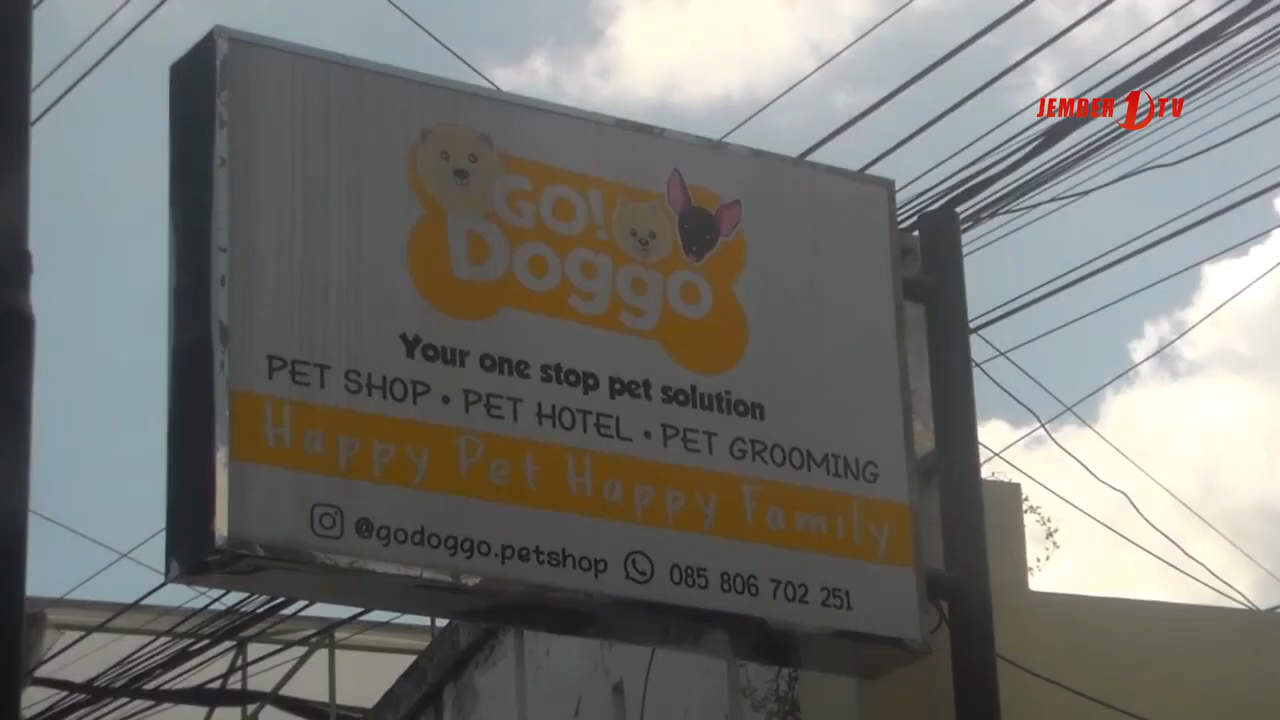 JEMBER 1 TV
GO!
Doggo
Your one stop pet solution
PET SHOP • PET HOTEL • PET GROOMING
Happy Pet Happy Family
@godoggo.petshop 085 806 702 251